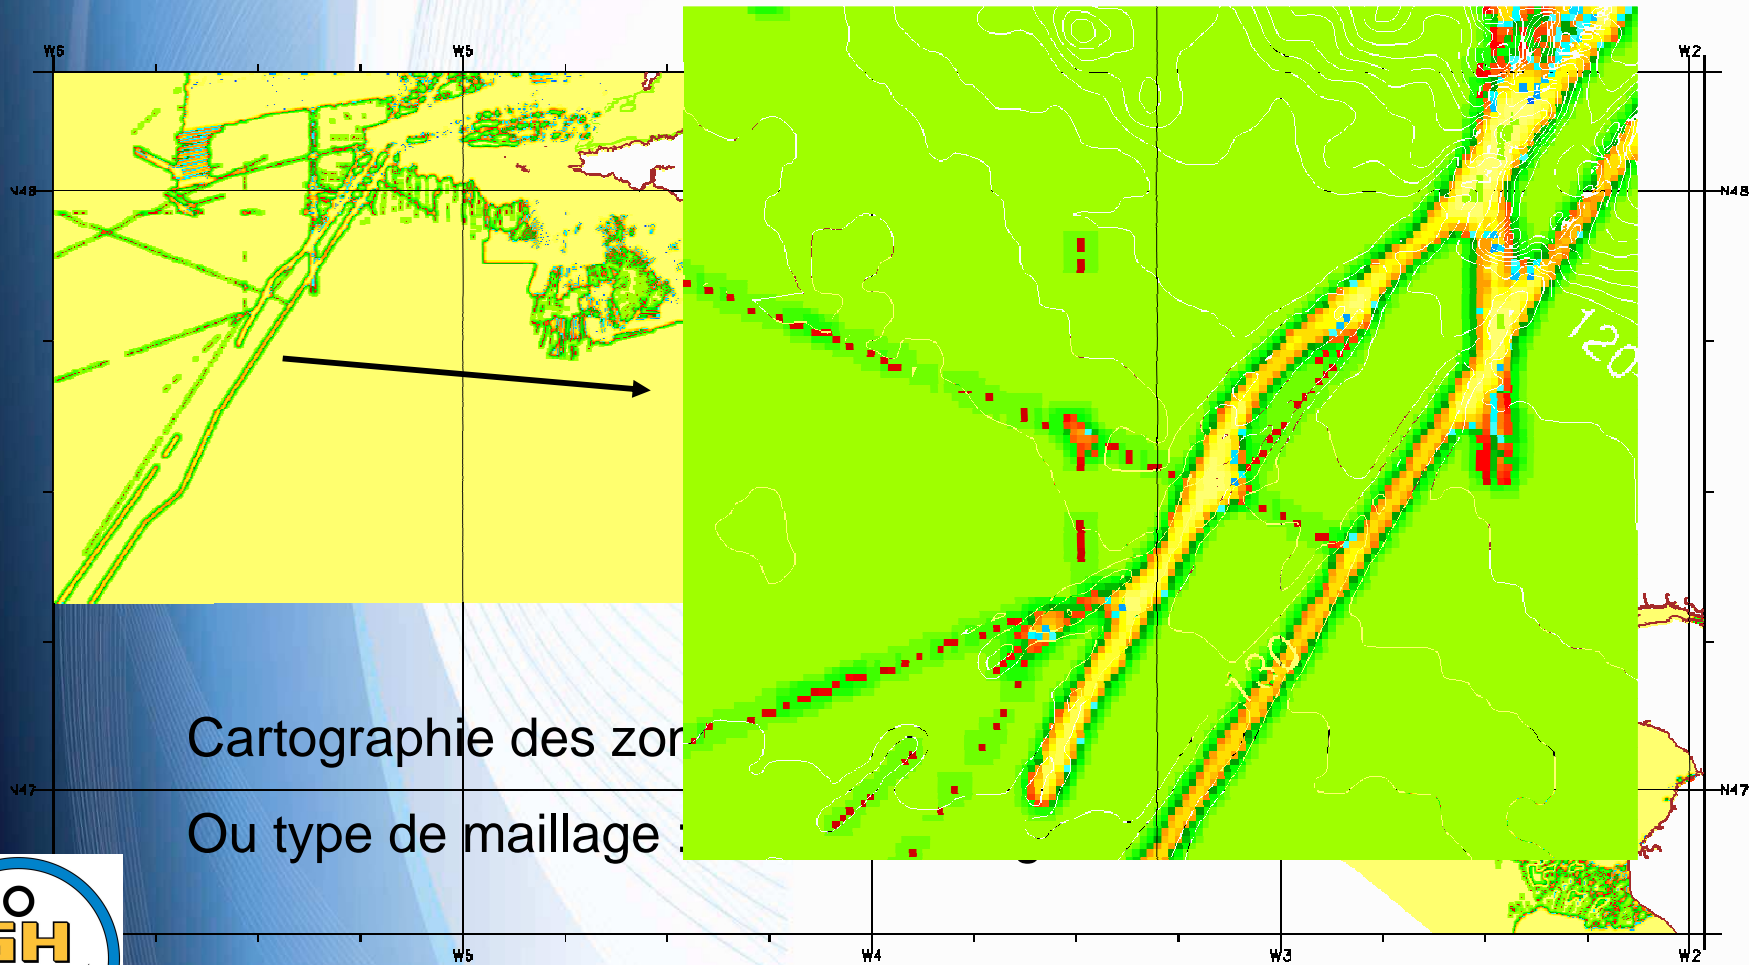 W6 W5 W2
N48 N48
120
130
Cartographie des
N47 N47
Ou type de maillage :
W5 W4 W3 W2